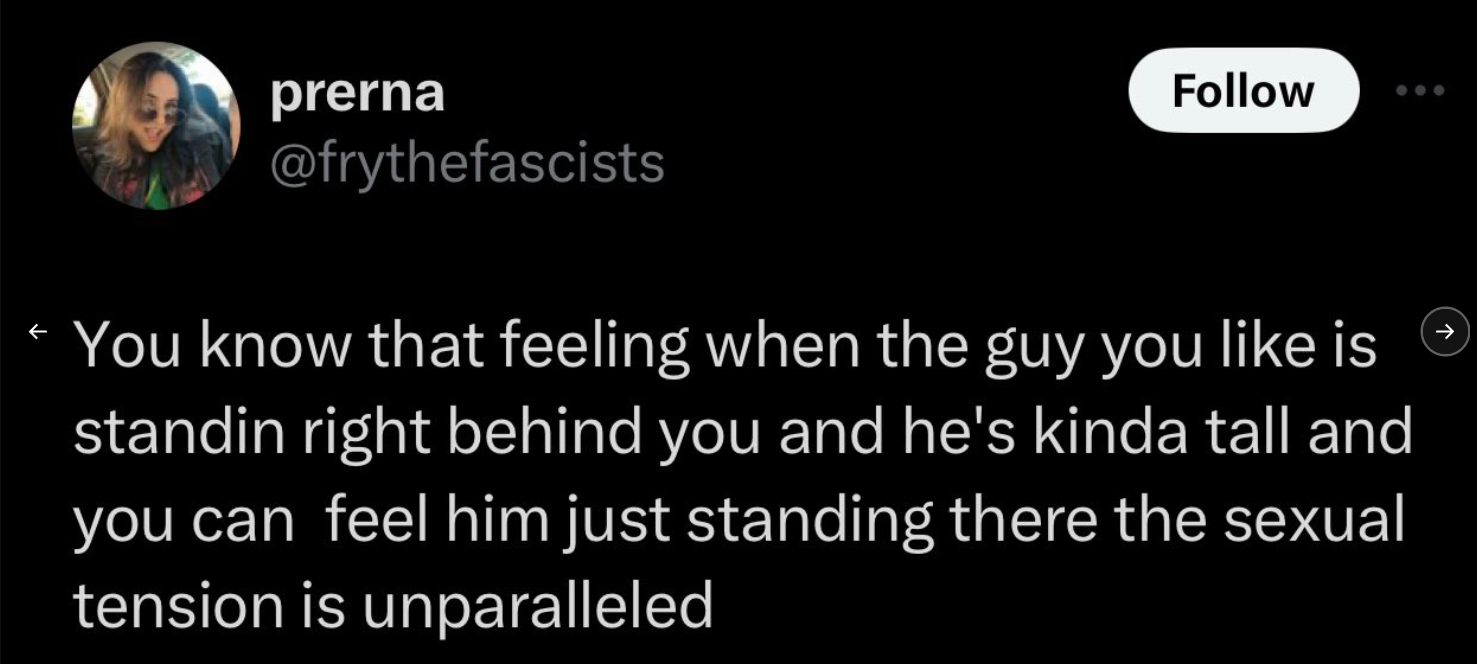 prerna
Follow
@frythefascists
You know that feeling when the guy you like is
standin right behind you and he's kinda tall and
you can  feel him just standing there the sexual
tension is unparalleled